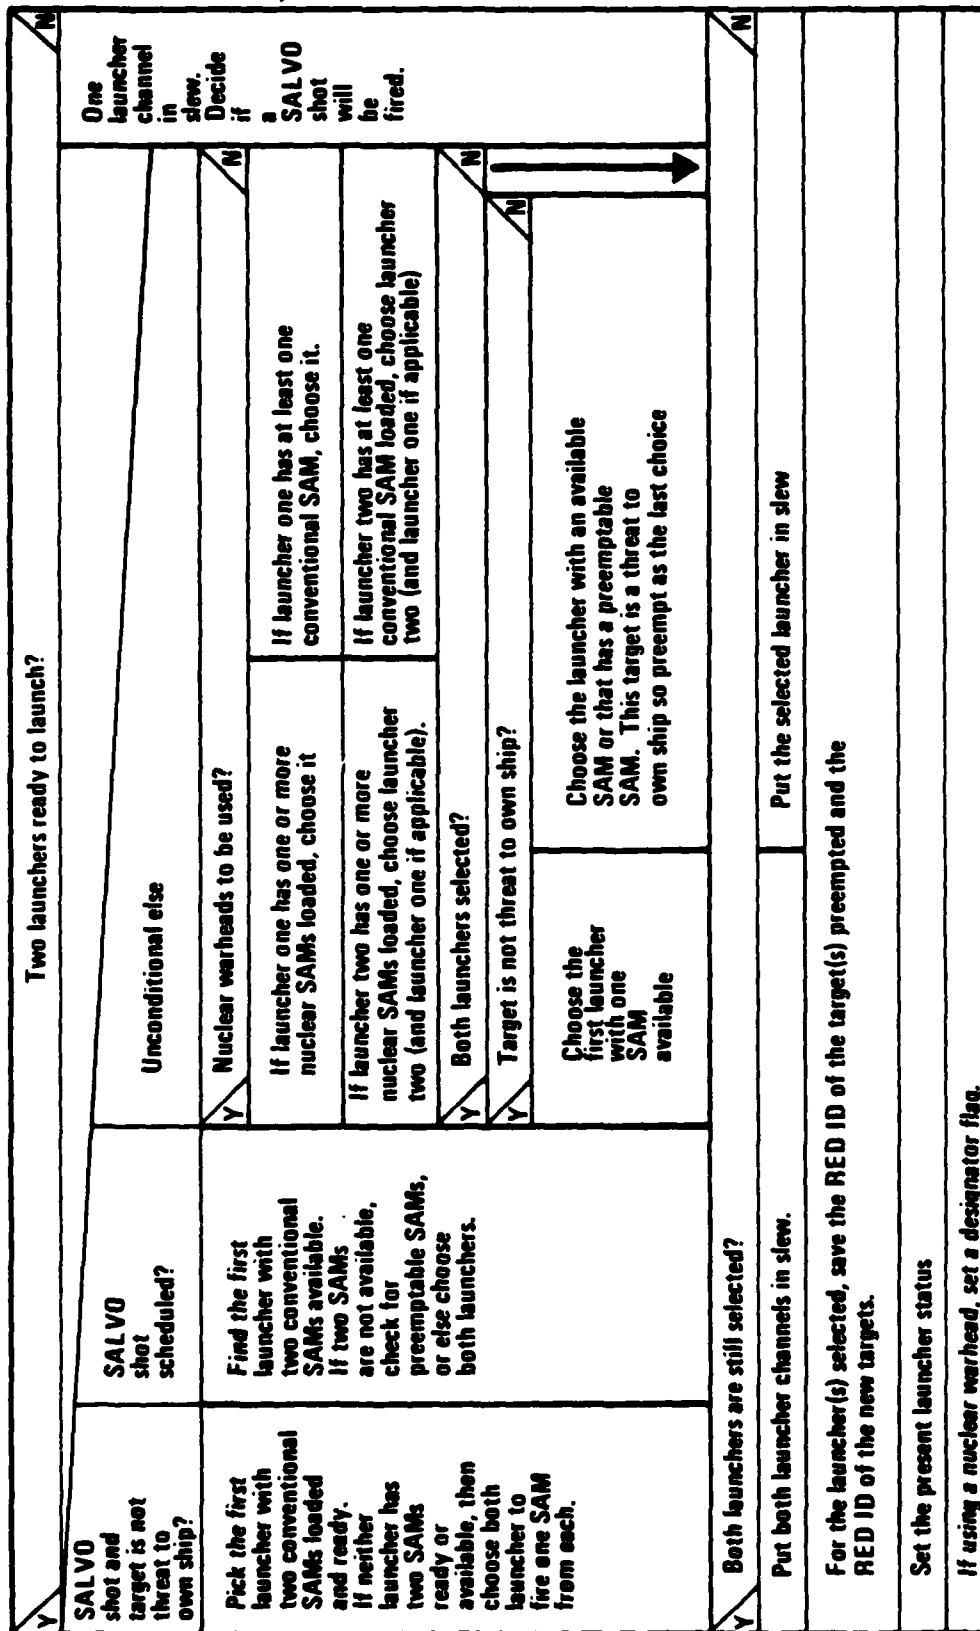 Two launchers ready to launch?
Y
N
SALVO
shot and
target is not
threat to
own ship?
SALVO
shot
scheduled?
Unconditional else
One
launcher
channel
in
slew.
Decide
if
a
SALVO
shot
will
be
fired.
Pick the first
launcher with
two conventional
SAMs loaded
and ready.
If neither
launcher has
two SAMs
ready or
available, then
choose both
launcher to
fire one SAM
from each.
Find the first
launcher with
two conventional
SAMs available.
If two SAMs
are not available,
check for
preemptable SAMs,
or else choose
both launchers.
Nuclear warheads to be used?
Y
N
If launcher one has one or more
nuclear SAMs loaded, choose it
If launcher one has at least one
conventional SAM, choose it.
If launcher two has one or more
nuclear SAMs loaded, choose launcher
two (and launcher one if applicable).
If launcher two has at least one
conventional SAM loaded, choose launcher
two (and launcher one if applicable)
Both launchers selected?
Y
N
Target is not threat to own ship?
Y
N
Choose the
first launcher
with one
SAM
available
Choose the launcher with an available
SAM or that has a preemptable
SAM. This target is a threat to
own ship so preempt as the last choice
Both launchers are still selected?
Y
N
Put both launcher channels in slew.
Put the selected launcher in slew
For the launcher(s) selected, save the RED ID of the target(s) preempted and the
RED ID of the new targets.
Set the present launcher status
If using a nuclear warhead, set a designator flag.